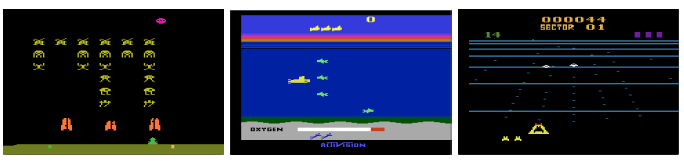 0
OXYGEN
ACTIVISION
000044
SECTOR 01
14